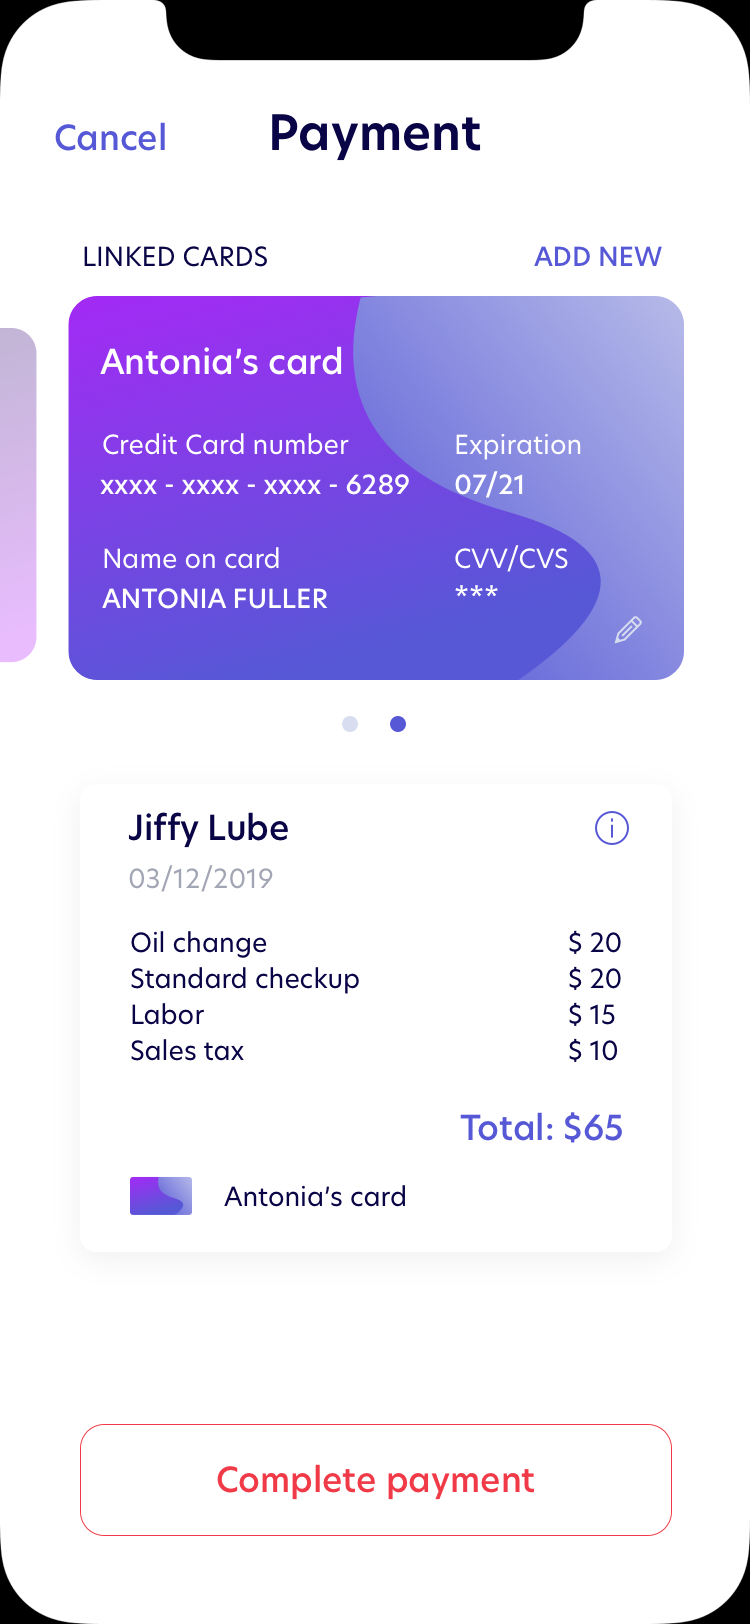 Cancel Payment
LINKED CARDS ADD NEW
Antonia's card
Credit Card number Expiration
xxxx - xxxx - xxxx - 6289 07/21
Name on card CVV/CVS
ANTONIA FULLER ***
Jiffy Lube
03/12/2019
Oil change $ 20
Standard checkup $ 20
Labor $ 15
Sales tax $ 10
Total: $65
Antonia's card
Complete payment